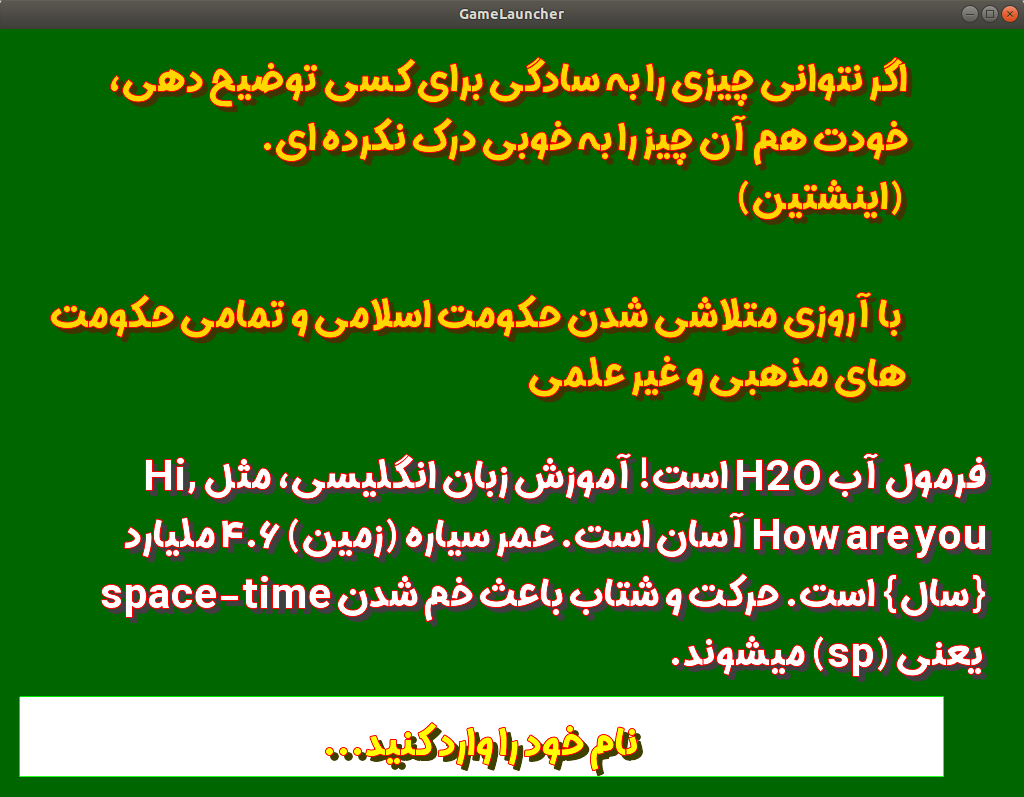 GameLauncher
اگر نتوانی چیزی را به سادگی برای کسی توضیح دهی،
خودت هم آن چیز را به خوبی درک نکرده ای.
(اینشتین)
با آروزی متلاشی شدن حکومت اسلامی و تمامی حکومت
های مذهبی و غیر علمی
فرمول آب H2O است! آموزش زبان انگلیسی، مثل Hi,
How are you آسان است. عمر سیاره (زمین) ۴.۶ ملیارد
{سال} است. حرکت و شتاب باعث خم شدن space-time
یعنی (sp) میشوند.
نام خود را وارد کنید...